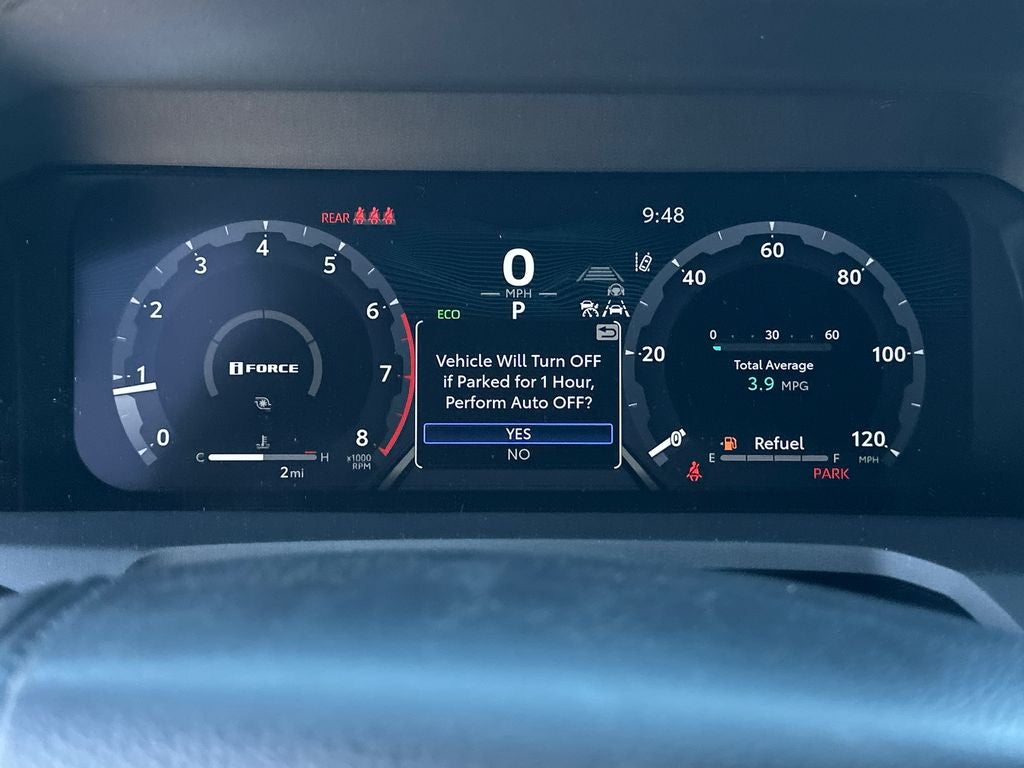 REAR
9:48
4
3
5
2
6
1
7
0
8
x1000
RPM
iFORCE
C
H
2mi
0
MPH
P
ECO
Vehicle Will Turn OFF
if Parked for 1 Hour,
Perform Auto OFF?
YES
NO
60
40
80
20
100
0
120
MPH
0 30 60
Total Average
3.9 MPG
Refuel
E
F
PARK